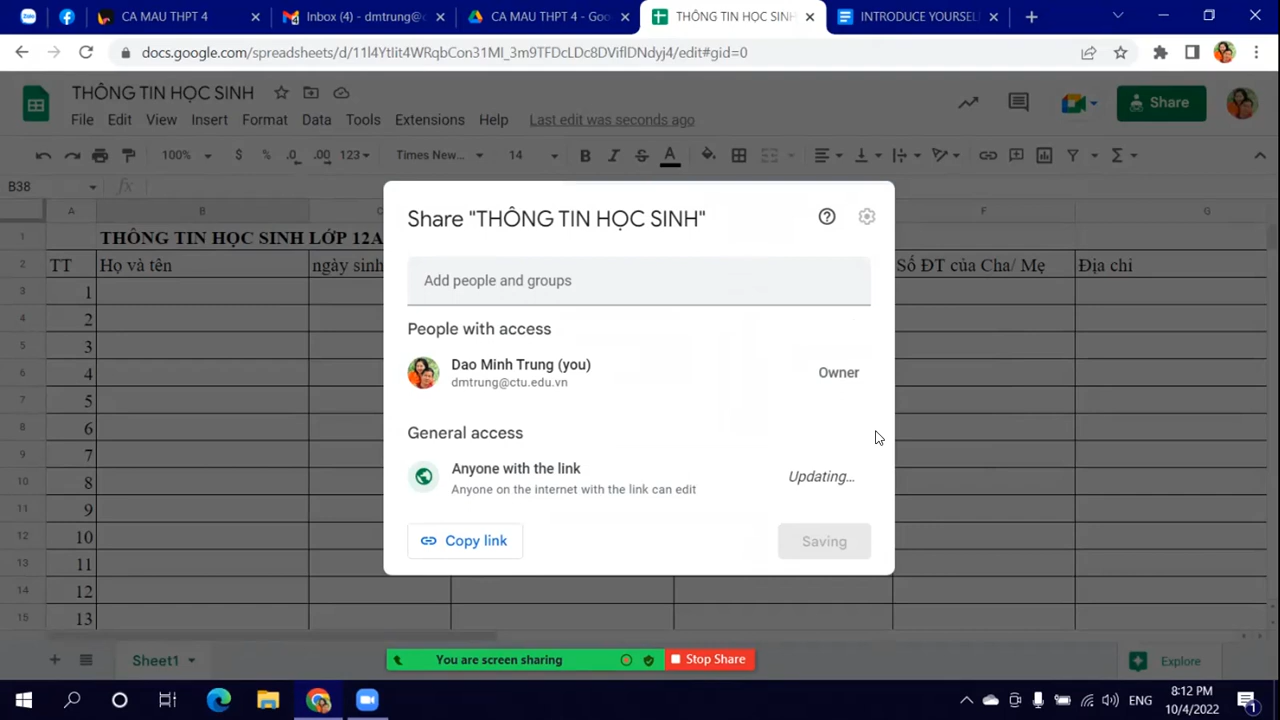 Zalo
CA MAU THPT 4
Inbox (4) - dmtrung@c
CA MAU THPT 4 - Goo
THÔNG TIN HỌC SINH
INTRODUCE YOURSEL
docs.google.com/spreadsheets/d/11l4Ytlit4WRqbCon31Ml_3m9TFDcLDc8DViflDNdyj4/edit#gid=0
THÔNG TIN HỌC SINH
Share
File Edit View Insert Format Data Tools Extensions Help Last edit was seconds ago
100% $ % .0 .00 123 Times New... 14 B I S A
B38 fx
A B C F G
1 THÔNG TIN HỌC SINH LỚP 12A
2 TT Họ và tên ngày sinh Số ĐT của Cha/ Mẹ Địa chỉ
3 1
4 2
5 3
6 4
7 5
8 6
9 7
10 8
11 9
12 10
13 11
14 12
15 13
Share "THÔNG TIN HỌC SINH"
Add people and groups
People with access
Dao Minh Trung (you)
dmtrung@ctu.edu.vn
Owner
General access
Anyone with the link
Anyone on the internet with the link can edit
Updating...
Copy link
Saving
Sheet1
Explore
You are screen sharing
Stop Share
ENG
8:12 PM
10/4/2022
1